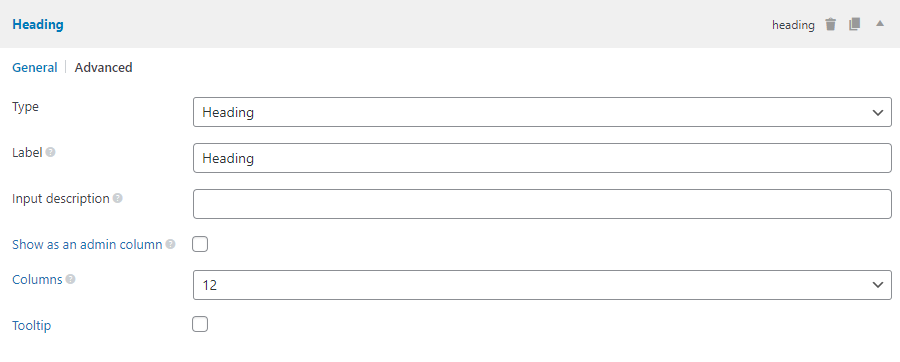 Heading heading
General Advanced
Type Heading
Label Heading
Input description
Show as an admin column
Columns 12
Tooltip